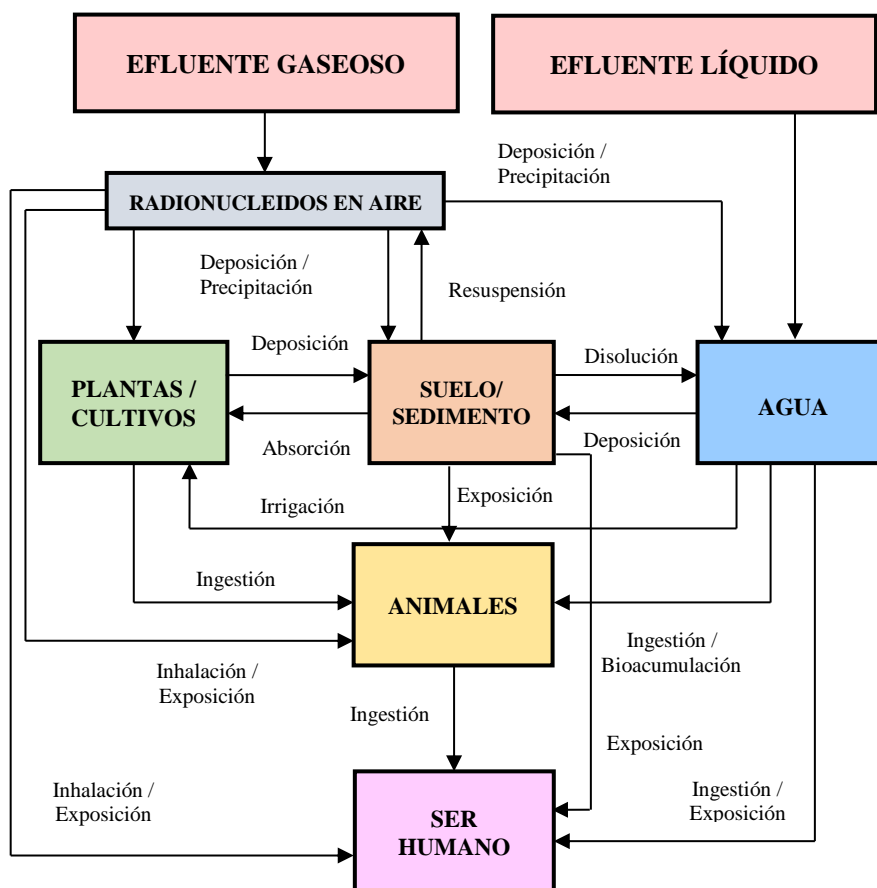 EFLUENTE GASEOSO
EFLUENTE LÍQUIDO
Deposición /
Precipitación
RADIONUCLEIDOS EN AIRE
Deposición /
Precipitación
Resuspensión
Deposición
Disolución
PLANTAS /
CULTIVOS
SUELO/
SEDIMENTO
AGUA
Absorción
Deposición
Irrigación
Exposición
Ingestión
ANIMALES
Inhalación /
Exposición
Ingestión /
Bioacumulación
Ingestión
Exposición
Inhalación /
Exposición
Ingestión /
Exposición
SER
HUMANO